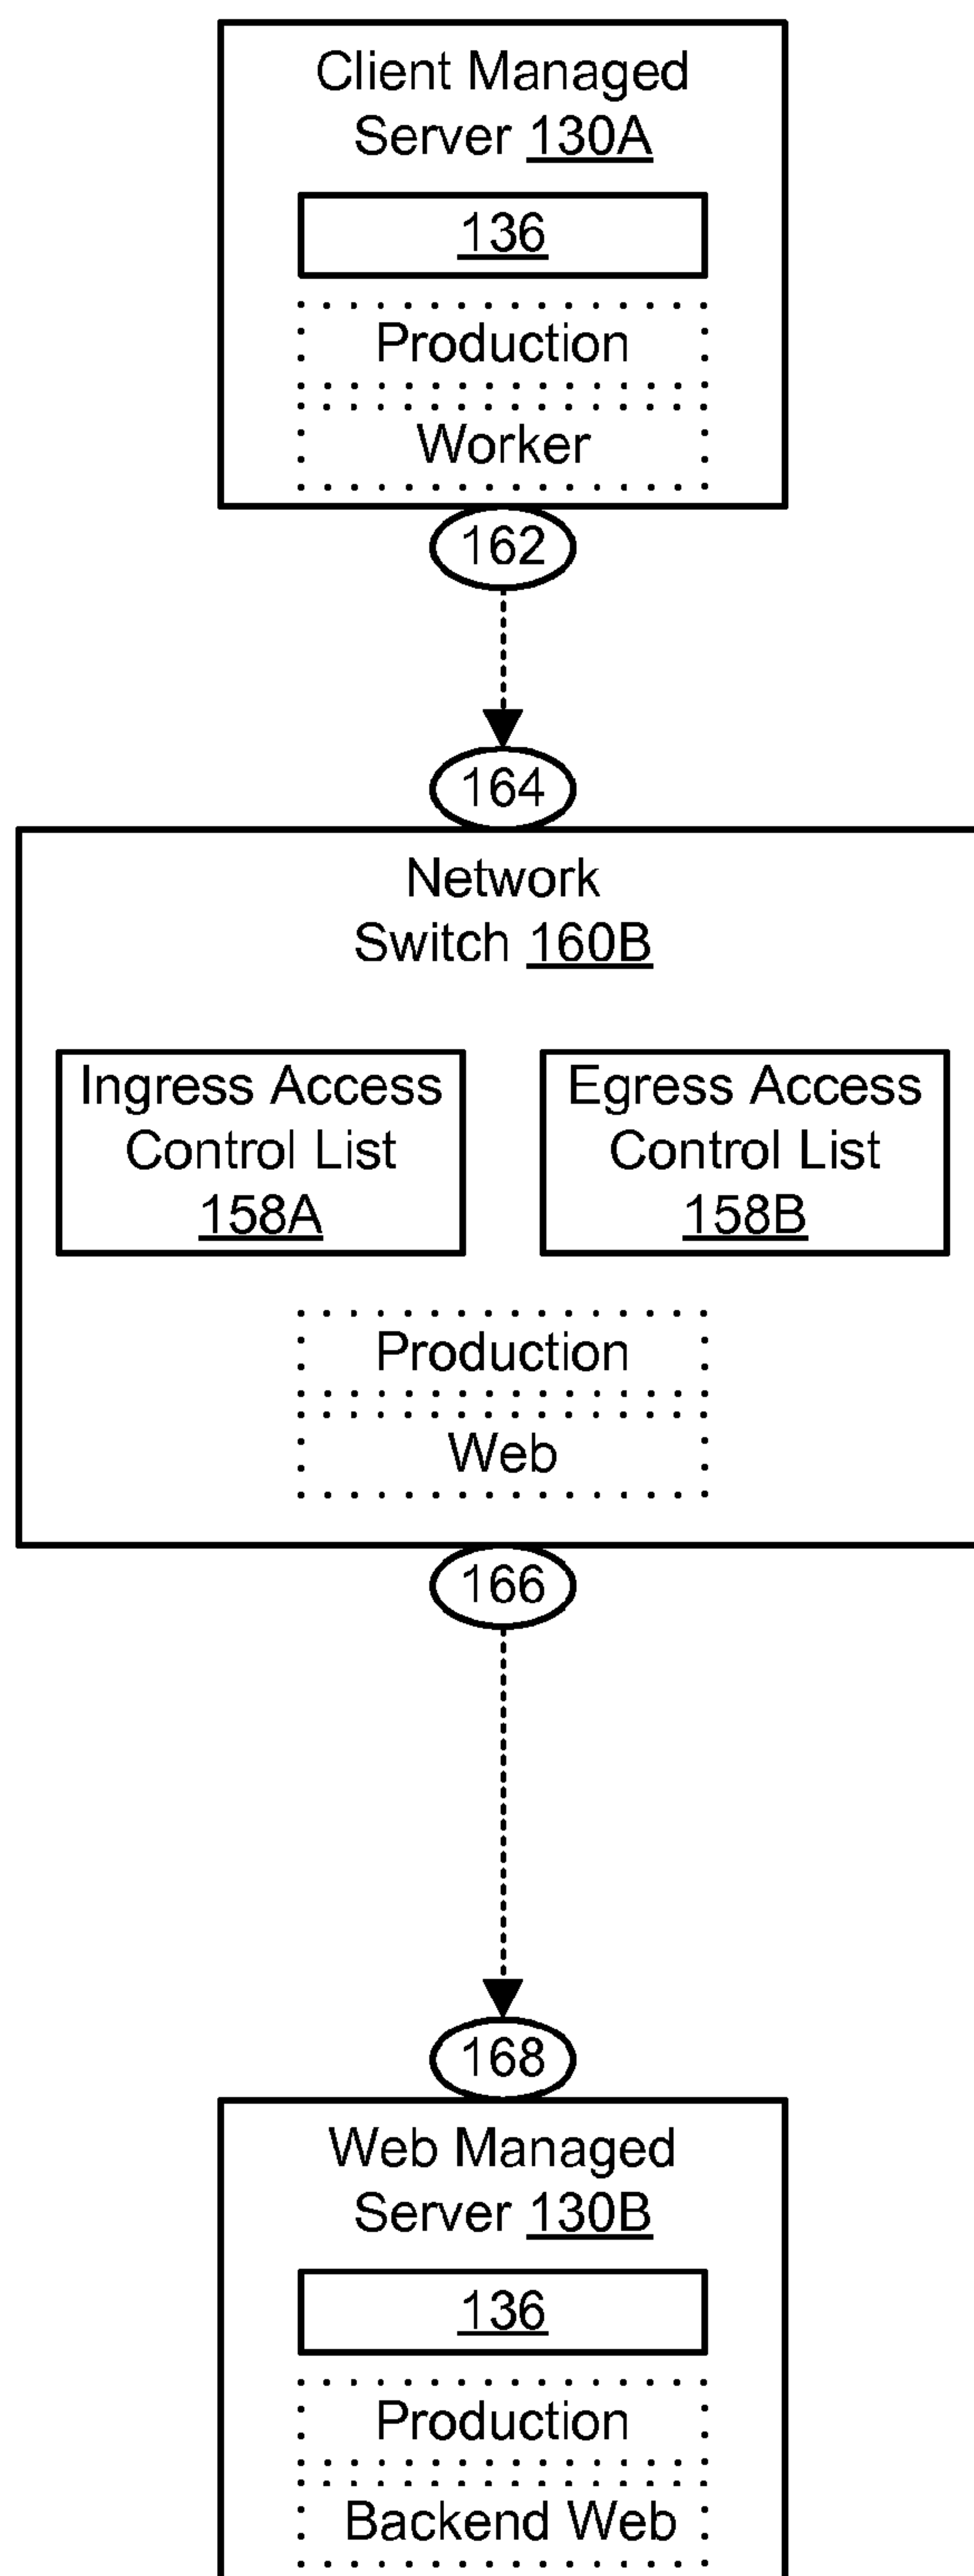 Client Managed
Server 130A
136
Production
Worker
162
164
Network
Switch 160B
Ingress Access
Control List
158A
Egress Access
Control List
158B
Production
Web
166
168
Web Managed
Server 130B
136
Production
Backend Web